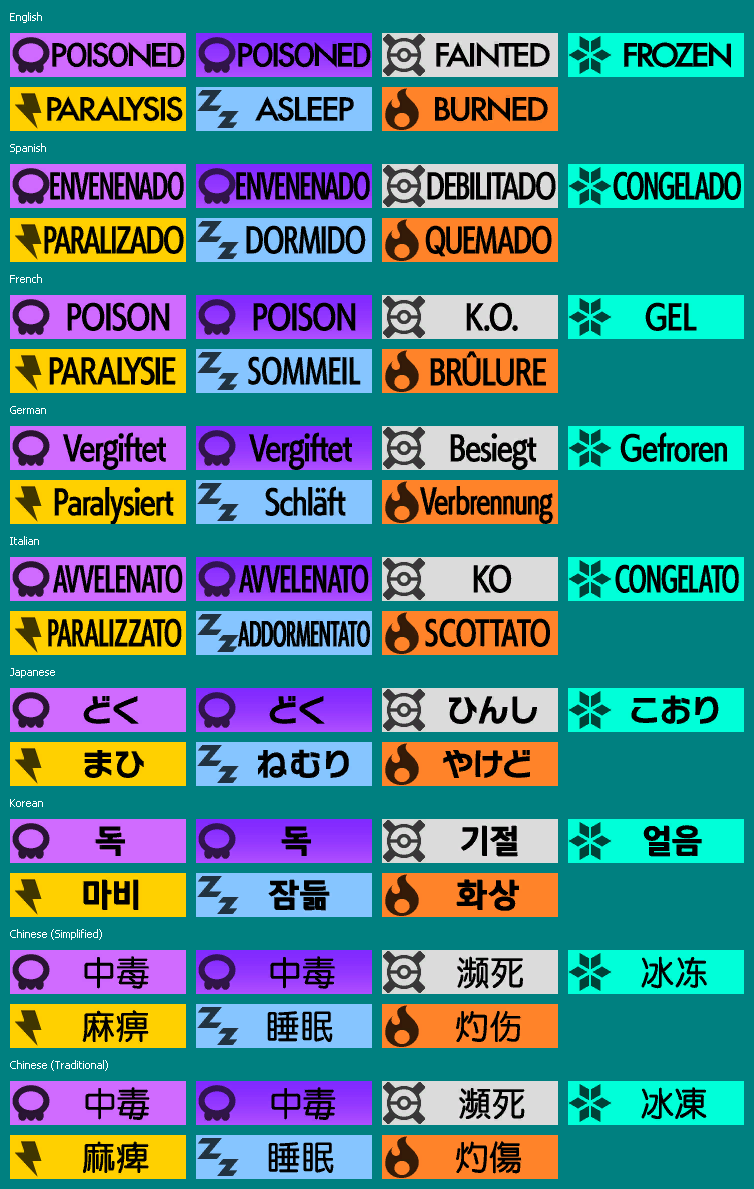 English
POISONED POISONED FAINTED FROZEN
PARALYSIS ASLEEP BURNED
Spanish
ENVENENADO ENVENENADO DEBILITADO CONGELADO
PARALIZADO DORMIDO QUEMADO
French
POISON POISON K.O. GEL
PARALYSIE SOMMEIL BRÛLURE
German
Vergiftet Vergiftet Besiegt Gefroren
Paralysiert Schläft Verbrennung
Italian
AVVELENATO AVVELENATO KO CONGELATO
PARALIZZATO ADDORMENTATO SCOTTATO
Japanese
どく どく ひんし こおり
まひ ねむり やけど
Korean
독 독 기절 얼음
마비 잠듦 화상
Chinese (Simplified)
中毒 中毒 濒死 冰冻
麻痹 睡眠 灼伤
Chinese (Traditional)
中毒 中毒 瀕死 冰凍
麻痺 睡眠 灼傷